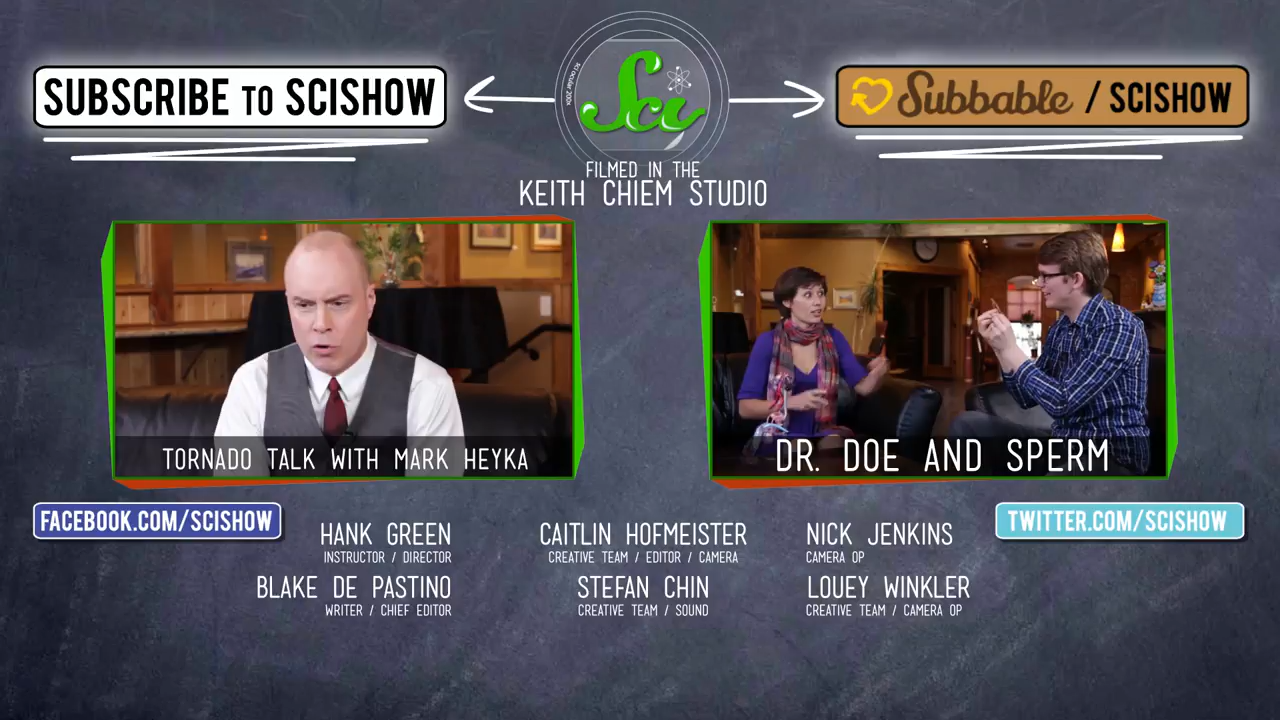 SUBSCRIBE TO SCISHOW
Sci
Subbable / SCISHOW
FILMED IN THE
KEITH CHIEM STUDIO
TORNADO TALK WITH MARK HEYKA
DR. DOE AND SPERM
FACEBOOK.COM/SCISHOW
TWITTER.COM/SCISHOW
HANK GREEN
INSTRUCTOR / DIRECTOR
CAITLIN HOFMEISTER
CREATIVE TEAM / EDITOR / CAMERA
NICK JENKINS
CAMERA OP
BLAKE DE PASTINO
WRITER / CHIEF EDITOR
STEFAN CHIN
CREATIVE TEAM / SOUND
LOUEY WINKLER
CREATIVE TEAM / CAMERA OP